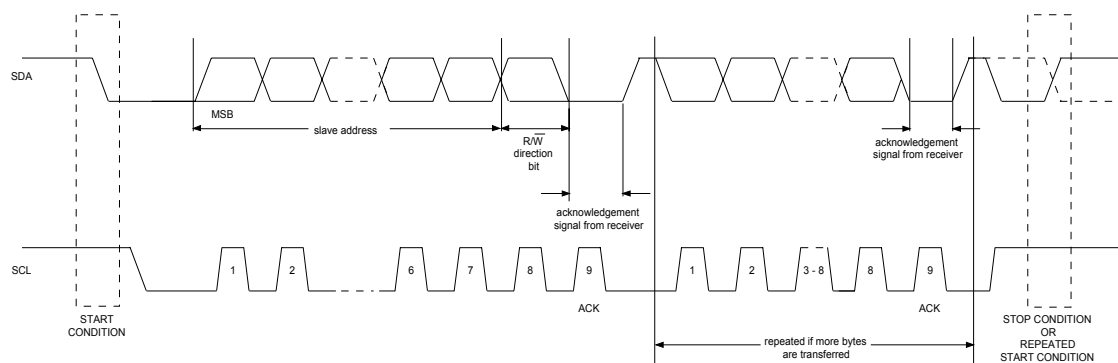 SDA
MSB
slave address
R/W
direction
bit
acknowledgement
signal from receiver
acknowledgement
signal from receiver
SCL
1
2
6
7
8
9
1
2
3 - 8
8
9
ACK
ACK
START
CONDITION
repeated if more bytes
are transferred
STOP CONDITION
OR
REPEATED
START CONDITION